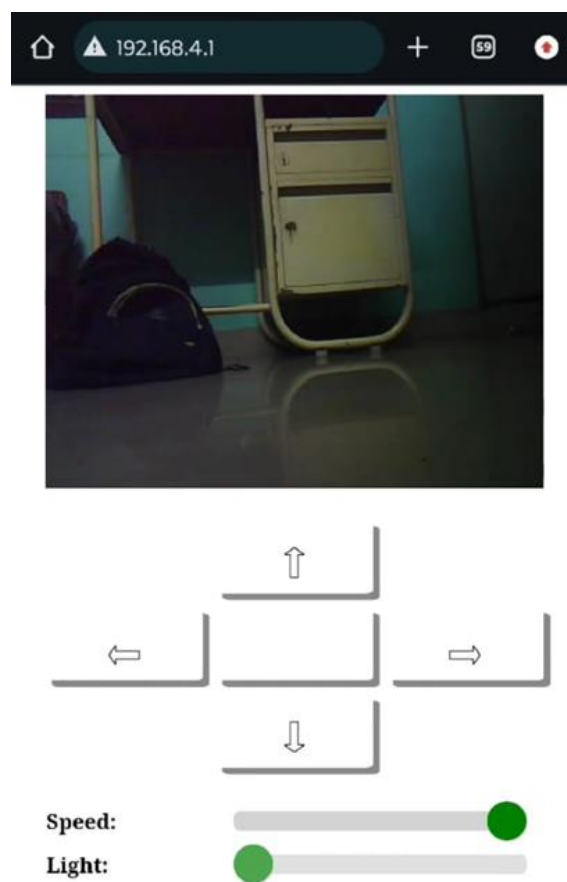 192.168.4.1
59
⇧
⇦ ⇨
⇩
Speed:
Light: